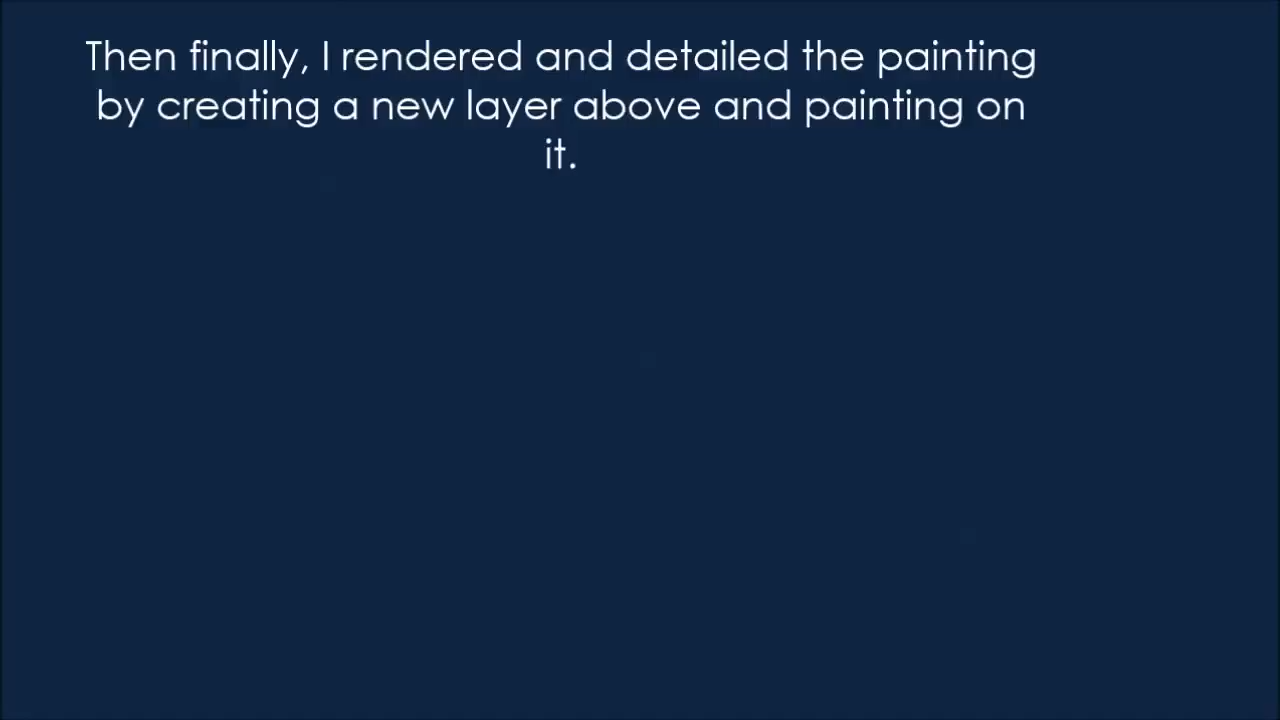 Then finally, I rendered and detailed the painting
by creating a new layer above and painting on
it.